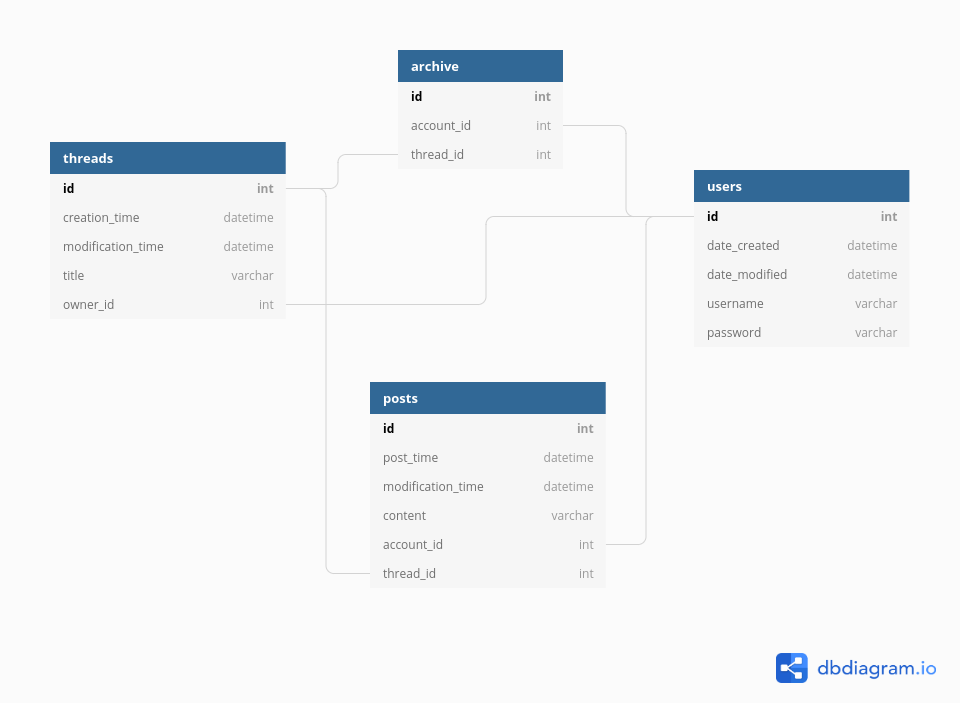 archive
id int
account_id int
thread_id int
threads
id int
creation_time datetime
modification_time datetime
title varchar
owner_id int
users
id int
date_created datetime
date_modified datetime
username varchar
password varchar
posts
id int
post_time datetime
modification_time datetime
content varchar
account_id int
thread_id int
dbdiagram.io